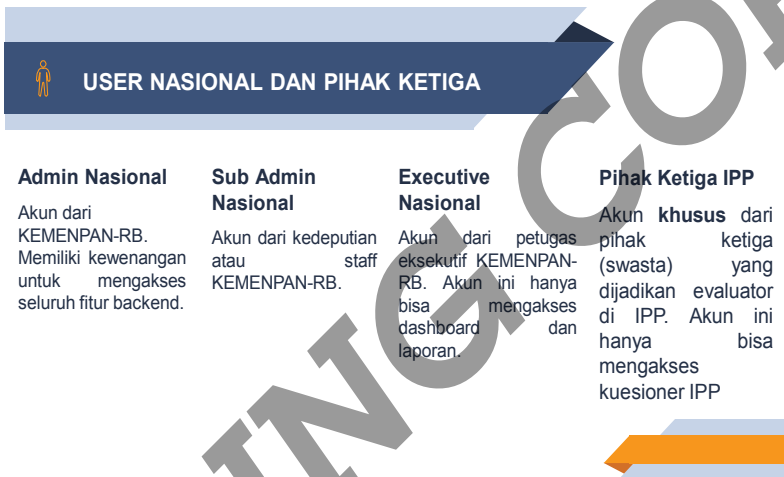 USER NASIONAL DAN PIHAK KETIGA
Admin Nasional
Akun dari
KEMENPAN-RB.
Memiliki kewenangan
untuk mengakses
seluruh fitur backend.
Sub Admin
Nasional
Akun dari kedeputian
atau staff
KEMENPAN-RB.
Executive
Nasional
Akun dari petugas
eksekutif KEMENPAN-
RB. Akun ini hanya
bisa mengakses
dashboard dan
laporan.
Pihak Ketiga IPP
Akun khusus dari
pihak ketiga
(swasta) yang
dijadikan evaluator
di IPP. Akun ini
hanya bisa
mengakses
kuesioner IPP
ING CO